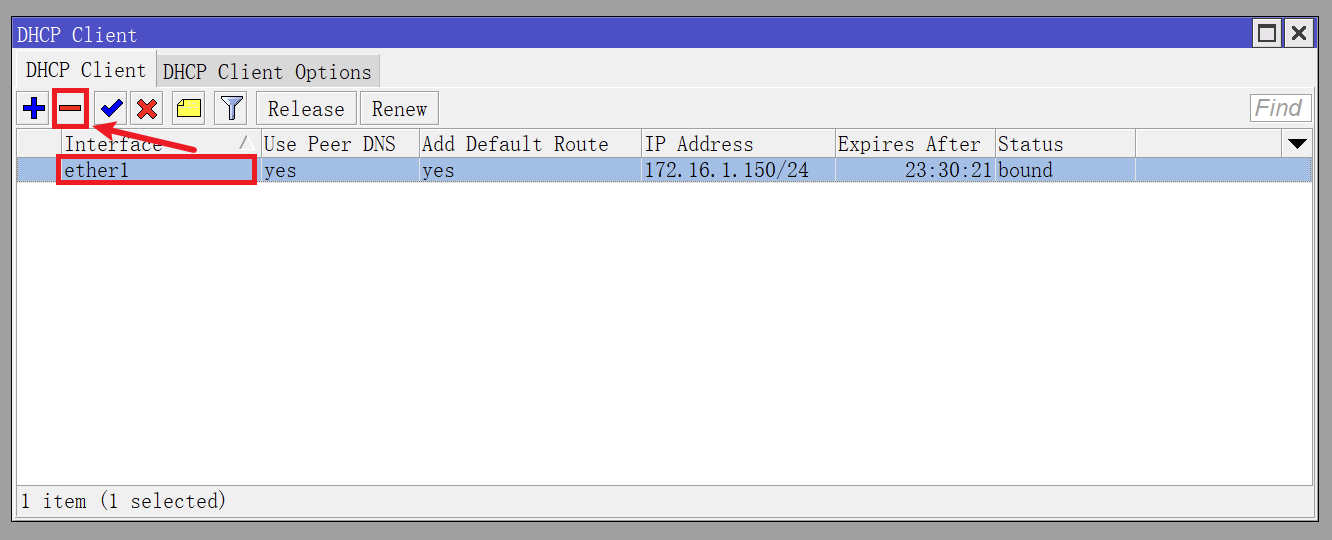 DHCP Client
DHCP Client DHCP Client Options
Release Renew Find
Interface Use Peer DNS Add Default Route IP Address Expires After Status
ether1 yes yes 172.16.1.150/24 23:30:21 bound
1 item (1 selected)